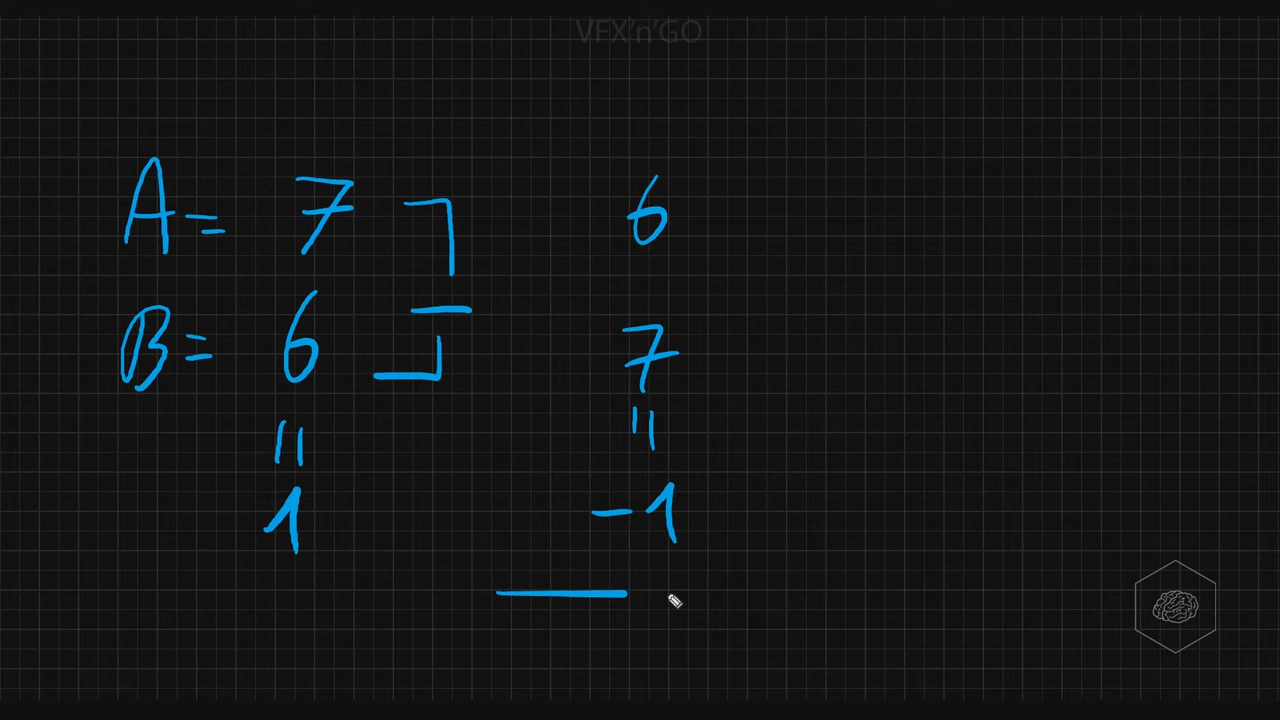 VFX'n'GO
A = 7 6
B = 6 7
= =
1 -1